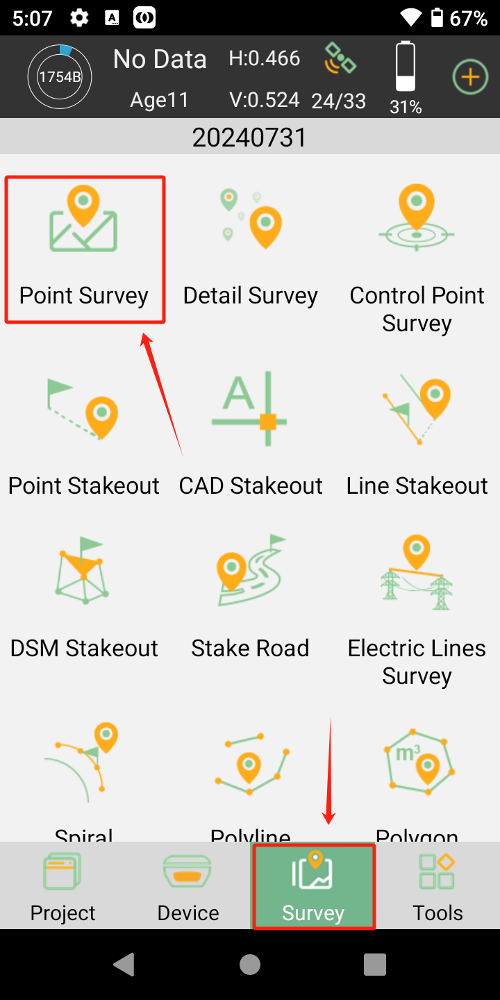 5:07 A 67%
1754B No Data H:0.466
Age11 V:0.524 24/33 31%
20240731
Point Survey Detail Survey Control Point
Survey
A
Point Stakeout CAD Stakeout Line Stakeout
DSM Stakeout Stake Road Electric Lines
Survey
m³
Spiral Polyline Polygon
Project Device Survey Tools